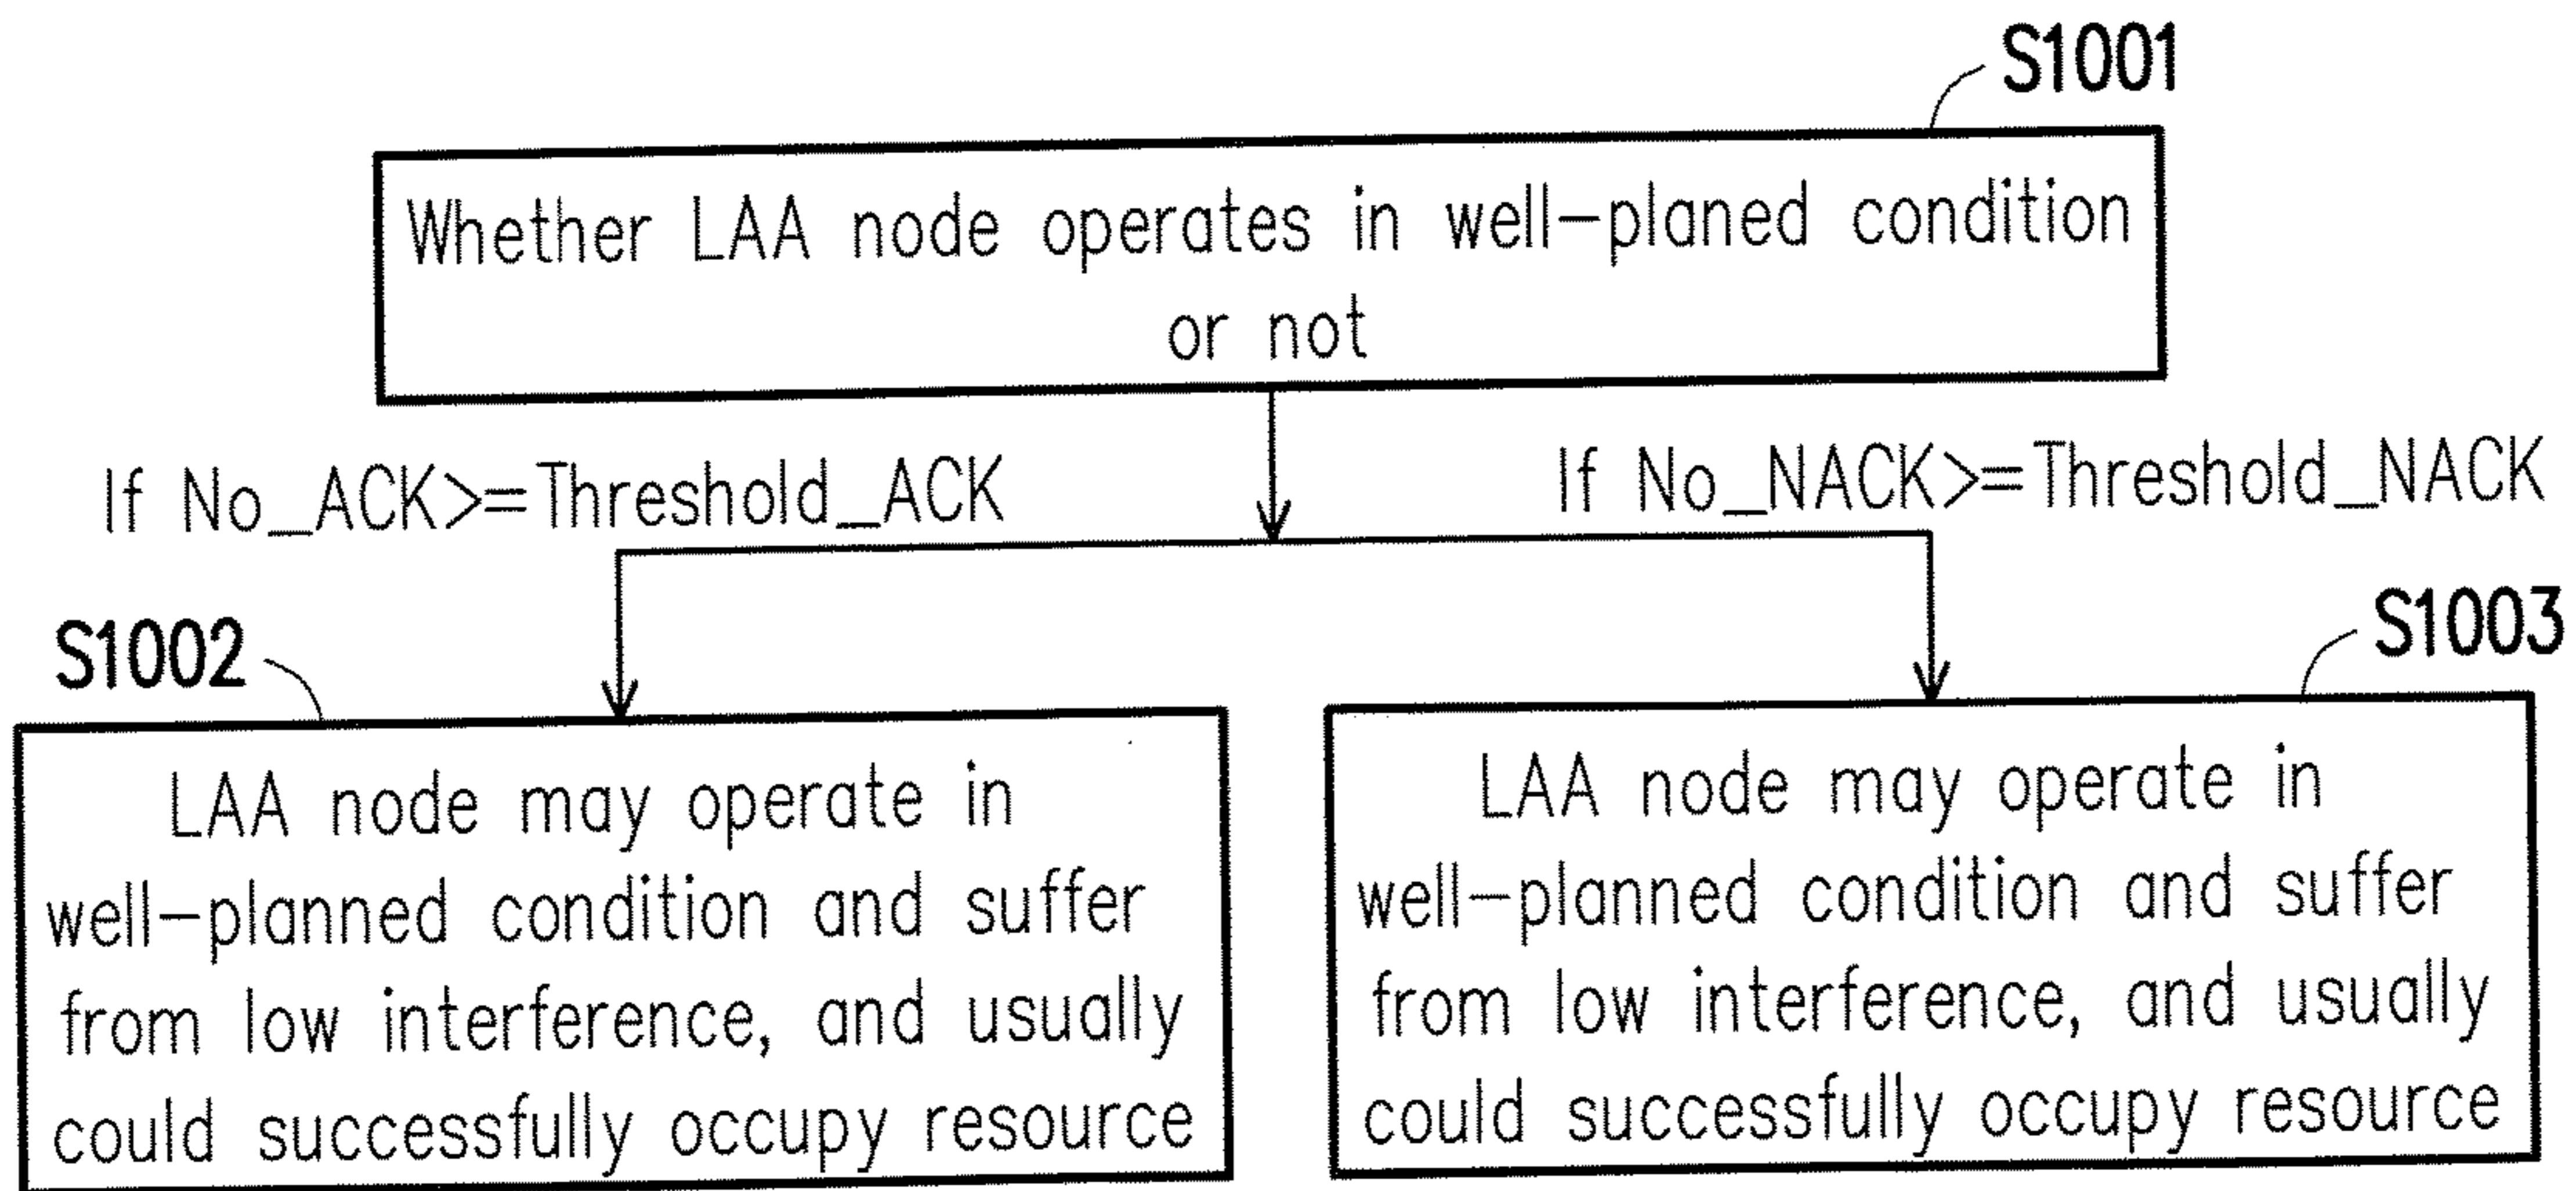 S1001
Whether LAA node operates in well-planed condition
or not
If No_ACK>=Threshold_ACK
If No_NACK>=Threshold_NACK
S1002
S1003
LAA node may operate in
well-planned condition and suffer
from low interference, and usually
could successfully occupy resource
LAA node may operate in
well-planned condition and suffer
from low interference, and usually
could successfully occupy resource